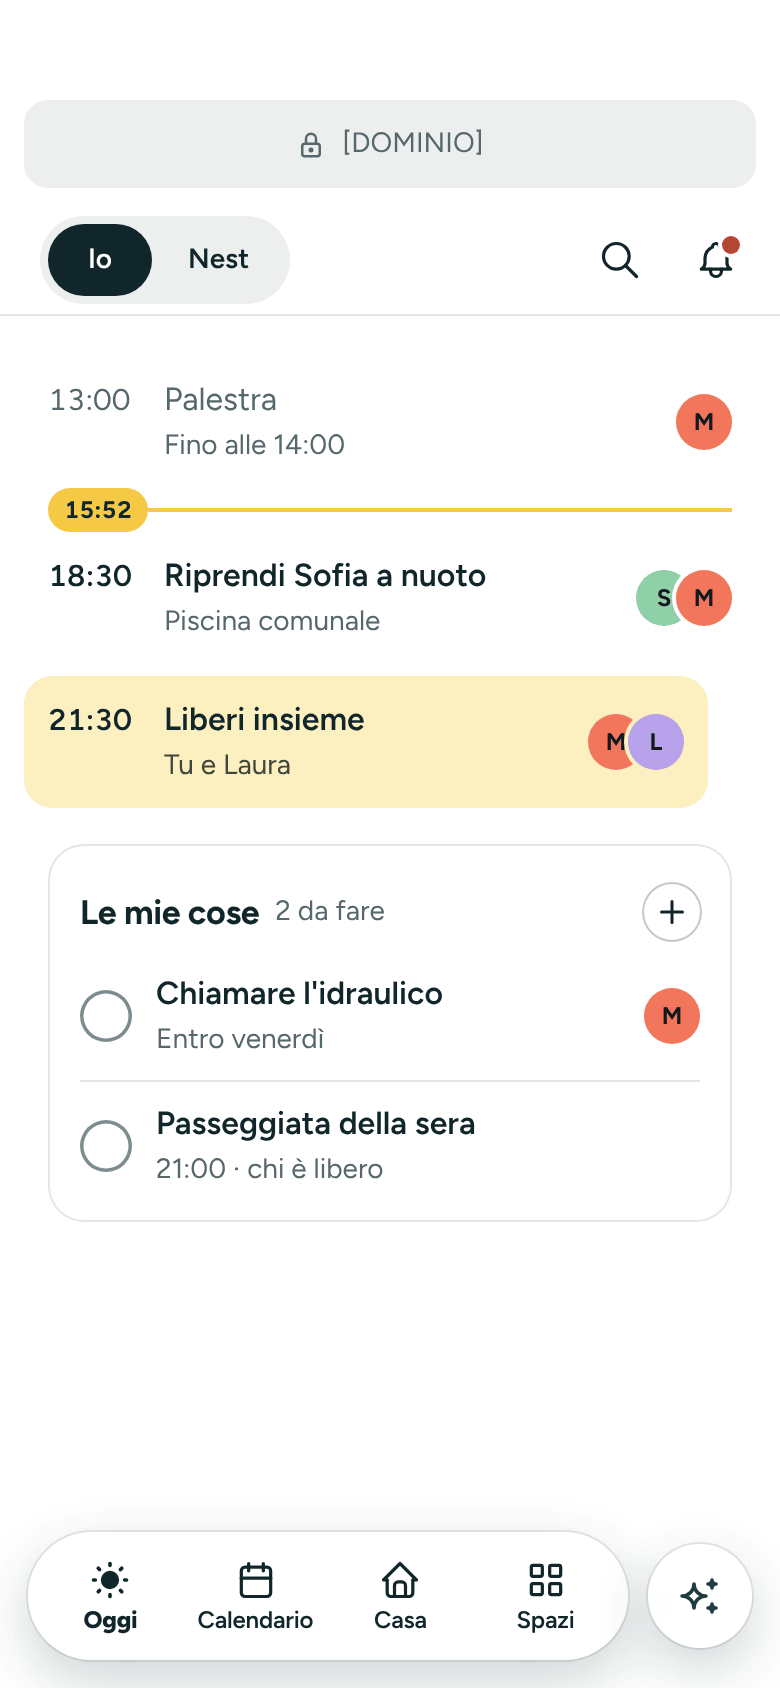 [DOMINIO]
Io
Nest
13:00 Palestra
Fino alle 14:00
M
15:52
18:30 Riprendi Sofia a nuoto
Piscina comunale
S M
21:30 Liberi insieme
Tu e Laura
M L
Le mie cose 2 da fare
Chiamare l'idraulico
Entro venerdì
M
Passeggiata della sera
21:00 · chi è libero
Oggi Calendario Casa Spazi